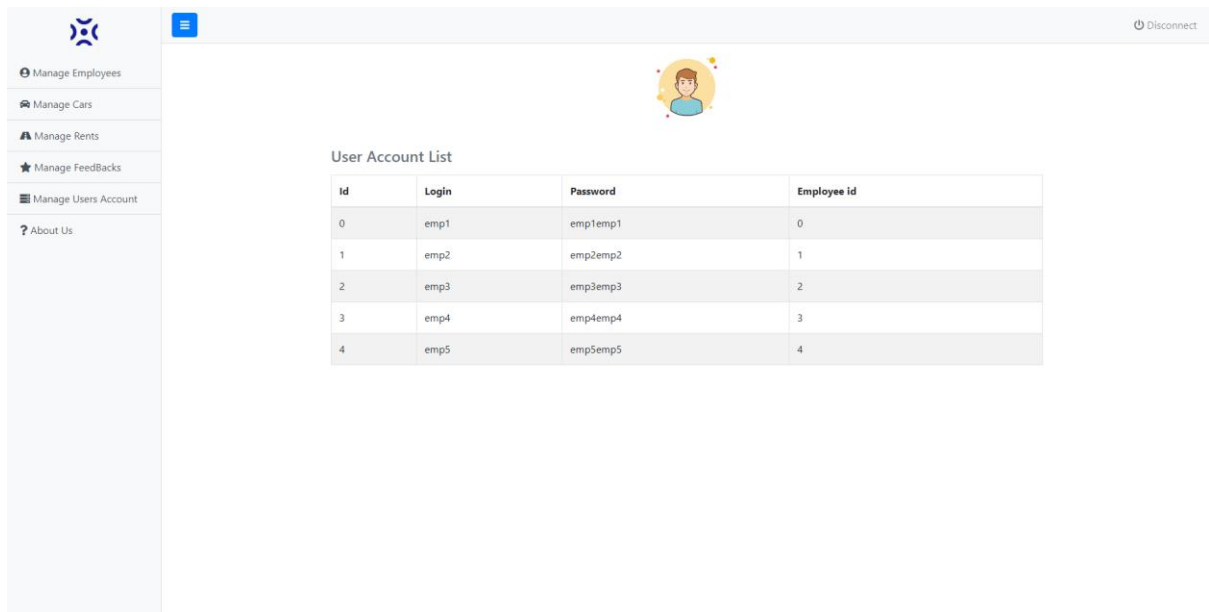 Disconnect
Manage Employees
Manage Cars
Manage Rents
Manage FeedBacks
Manage Users Account
? About Us
User Account List
Id Login Password Employee id
0 emp1 emp1emp1 0
1 emp2 emp2emp2 1
2 emp3 emp3emp3 2
3 emp4 emp4emp4 3
4 emp5 emp5emp5 4